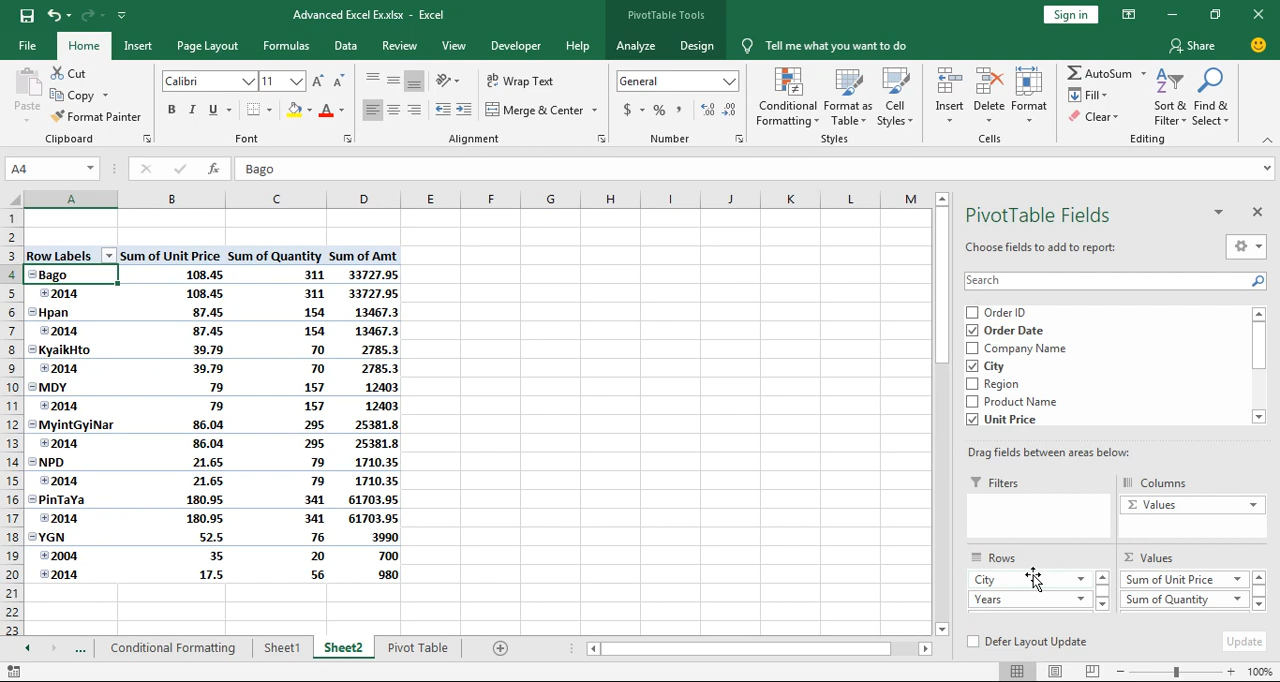 Advanced Excel Ex.xlsx - Excel
PivotTable Tools
Sign in
File Home Insert Page Layout Formulas Data Review View Developer Help Analyze Design Tell me what you want to do Share
Paste
Cut
Copy
Format Painter
Clipboard
Calibri 11
B I U A
Font
Wrap Text
Merge & Center
Alignment
General
$ % ,
Number
Conditional Formatting
Format as Table
Cell Styles
Styles
Insert Delete Format
Cells
AutoSum
Fill
Clear
Sort & Filter
Find & Select
Editing
A4 fx Bago
A B C D E F G H I J K L M
1
2
3 Row Labels Sum of Unit Price Sum of Quantity Sum of Amt
4 Bago 108.45 311 33727.95
5 2014 108.45 311 33727.95
6 Hpan 87.45 154 13467.3
7 2014 87.45 154 13467.3
8 KyaikHto 39.79 70 2785.3
9 2014 39.79 70 2785.3
10 MDY 79 157 12403
11 2014 79 157 12403
12 MyintGyiNar 86.04 295 25381.8
13 2014 86.04 295 25381.8
14 NPD 21.65 79 1710.35
15 2014 21.65 79 1710.35
16 PinTaYa 180.95 341 61703.95
17 2014 180.95 341 61703.95
18 YGN 52.5 76 3990
19 2004 35 20 700
20 2014 17.5 56 980
21
22
23
PivotTable Fields
Choose fields to add to report:
Search
Order ID
Order Date
Company Name
City
Region
Product Name
Unit Price
Drag fields between areas below:
Filters
Columns
Σ Values
Rows
City
Years
Σ Values
Sum of Unit Price
Sum of Quantity
Defer Layout Update
Update
... Conditional Formatting Sheet1 Sheet2 Pivot Table
100%